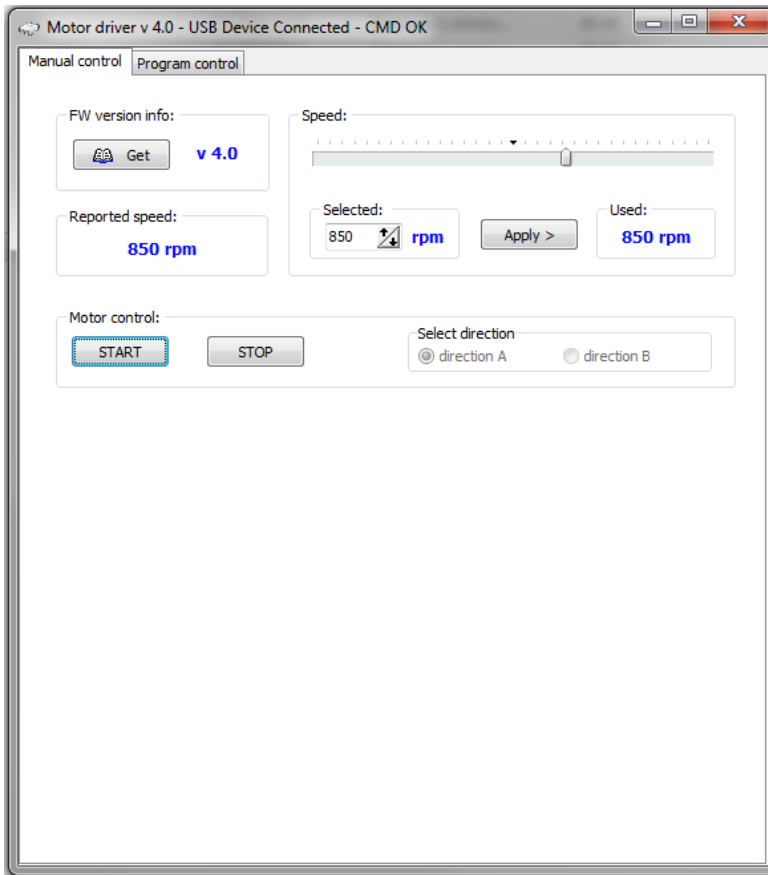 Motor driver v 4.0 - USB Device Connected - CMD OK
Manual control
Program control
FW version info:
Get
v 4.0
Speed:
Reported speed:
850 rpm
Selected:
850
rpm
Apply >
Used:
850 rpm
Motor control:
START
STOP
Select direction
direction A
direction B